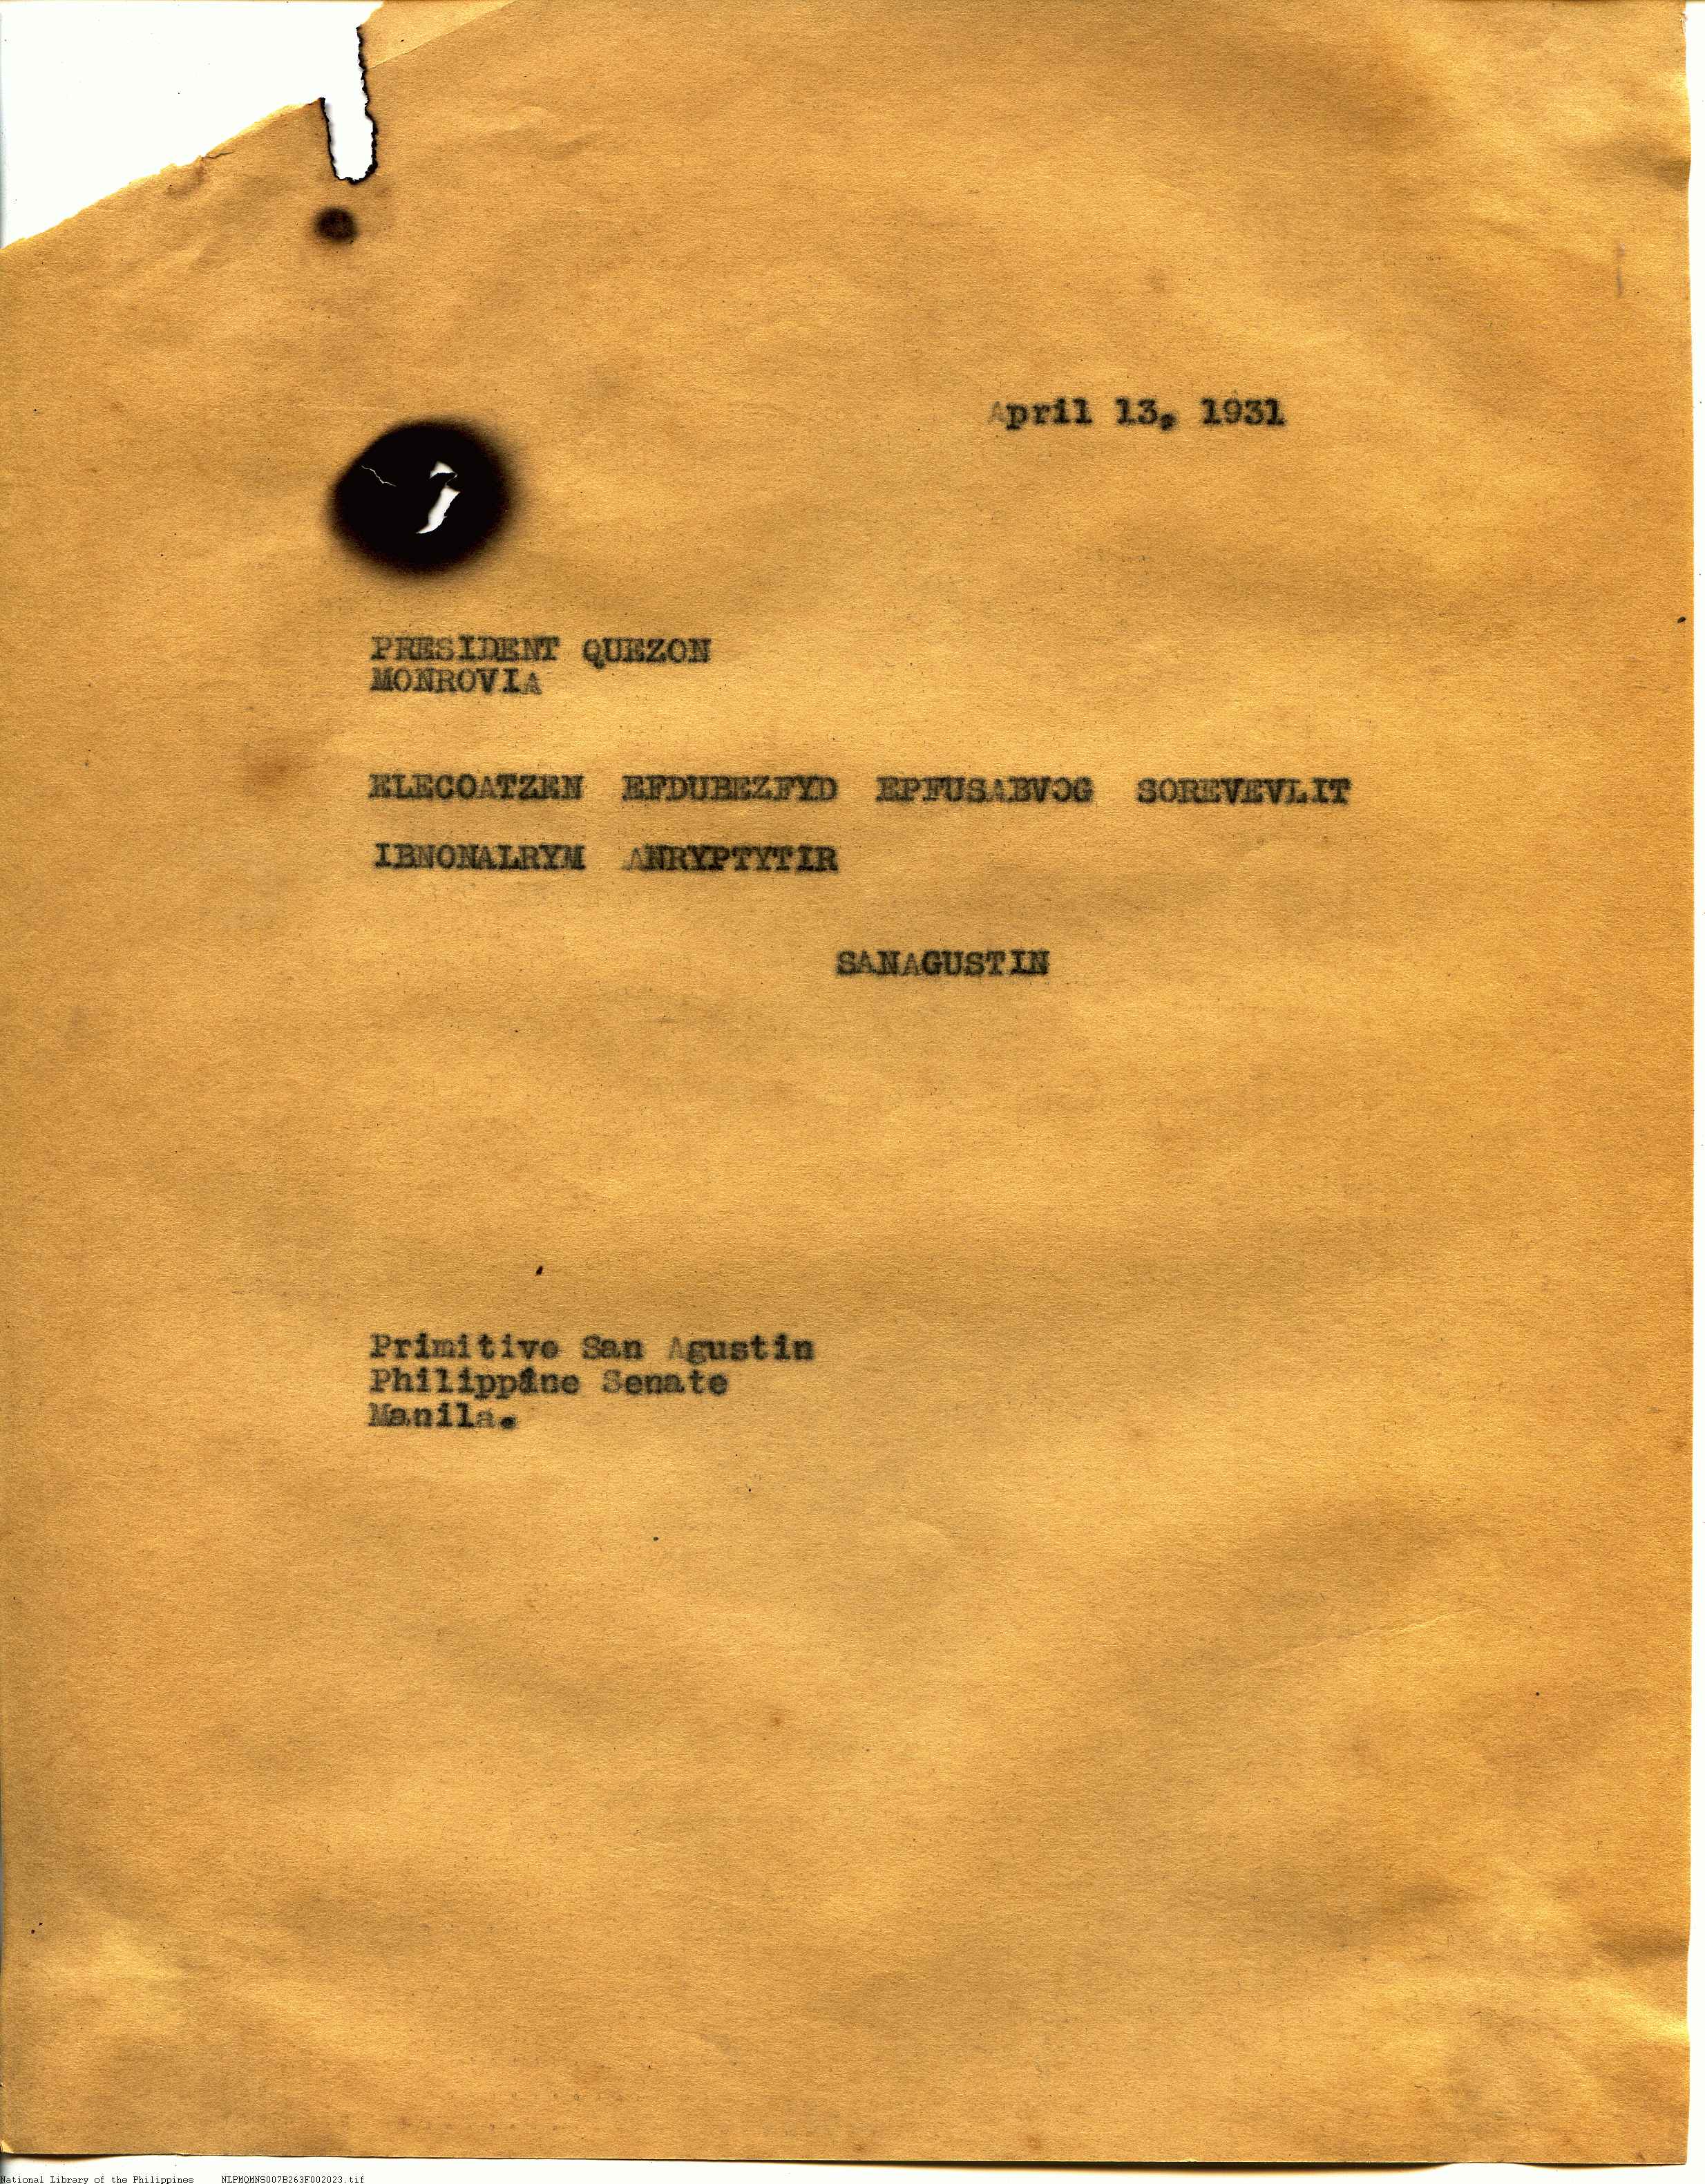 April 13, 1931
PRESIDENT QUEZON
MONROVIA
ELECOATZEN EFDUBEZFYD EPFUSABVOG SOREVEVLIT
IBNONALRYM ANRYPTYTIR
SANAGUSTIN
Primitivo San Agustin
Philippine Senate
Manila.
National Library of the Philippines NLPMQMNS007B263F002023.tif